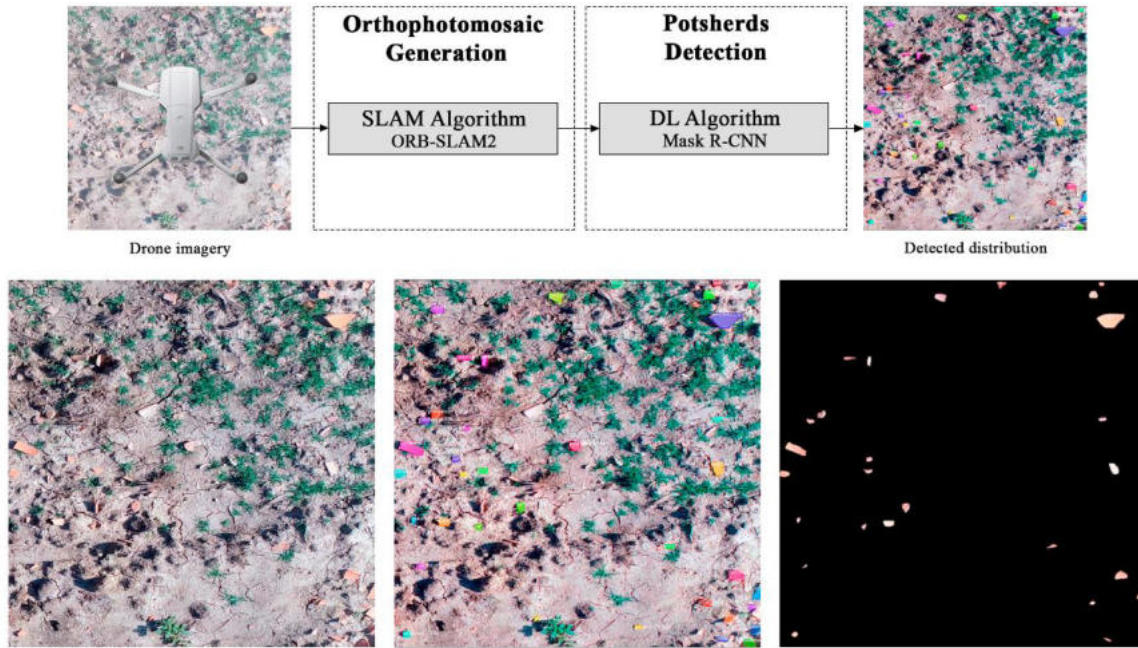 Orthophotomosaic
Generation
SLAM Algorithm
ORB-SLAM2
Potsherds
Detection
DL Algorithm
Mask R-CNN
Drone imagery
Detected distribution